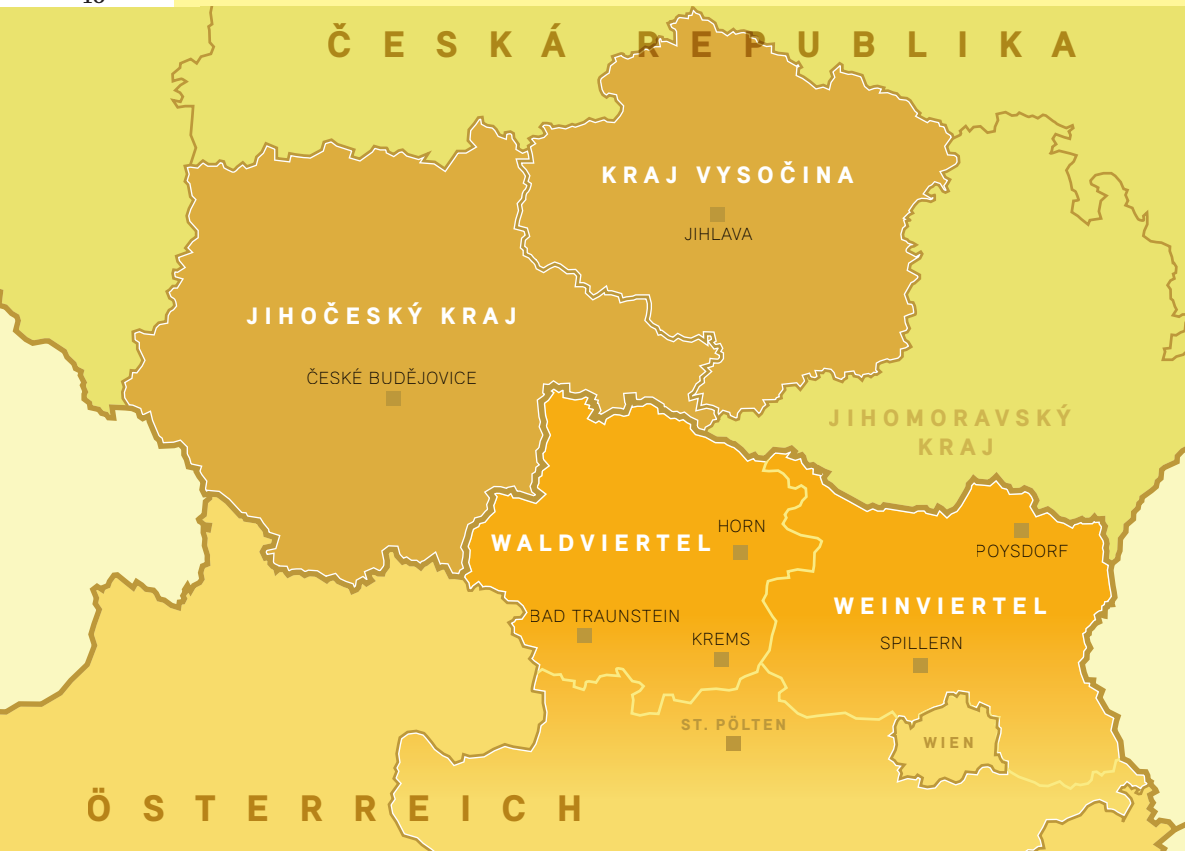 ČESKÁ REPUBLIKA
KRAJ VYSOČINA
JIHLAVA
JIHOČESKÝ KRAJ
ČESKÉ BUDĚJOVICE
JIHOMORAVSKÝ
KRAJ
HORN
WALDVIERTEL
POYSDORF
WEINVIERTEL
BAD TRAUNSTEIN
KREMS
SPILLERN
ST. PÖLTEN
WIEN
ÖSTERREICH